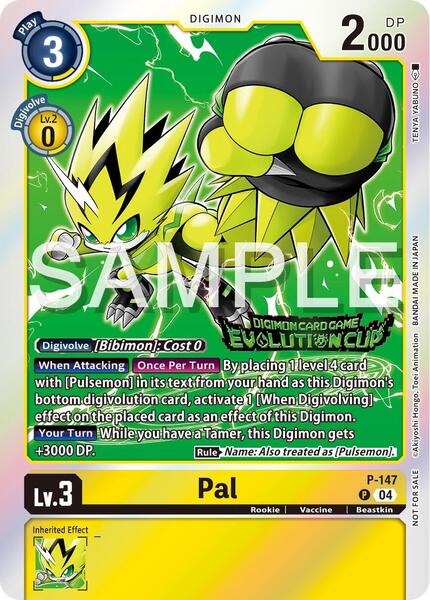 Play
3
DIGIMON
DP
2000
Digivolve
Lv.2
0
TENYA YABUNO
SAMPLE
DIGIMON CARD GAME
EVOLUTION CUP
Digivolve [Bibimon]: Cost 0
When Attacking Once Per Turn By placing 1 level 4 card
with [Pulsemon] in its text from your hand as this Digimon's
bottom digivolution card, activate 1 [When Digivolving]
effect on the placed card as an effect of this Digimon.
Your Turn While you have a Tamer, this Digimon gets
+3000 DP.
Rule Name: Also treated as [Pulsemon].
©Akiyoshi Hongo, Toei Animation BANDAI MADE IN JAPAN
NOT FOR SALE
Lv.3
Pal
P-147
P 04
Rookie | Vaccine | Beastkin
Inherited Effect